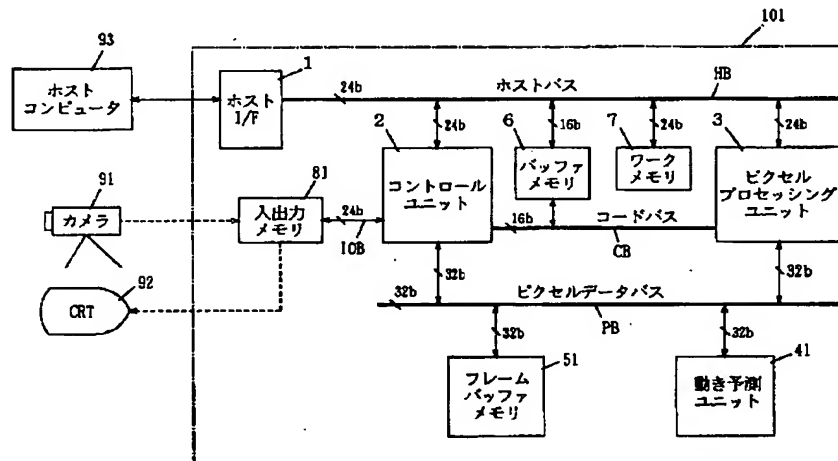 93
ホスト
コンピュータ
1
ホスト
I/F
24b
ホストバス
HB
101
24b
16b
24b
24b
2
コントロール
ユニット
6
バッファ
メモリ
7
ワーク
メモリ
3
ピクセル
プロセッシング
ユニット
91
カメラ
81
入出力
メモリ
24b
IOB
16b
コードバス
CB
92
CRT
32b
32b
32b
ピクセルデータバス
PB
32b
32b
フレーム
バッファ
メモリ
51
動き予測
ユニット
41